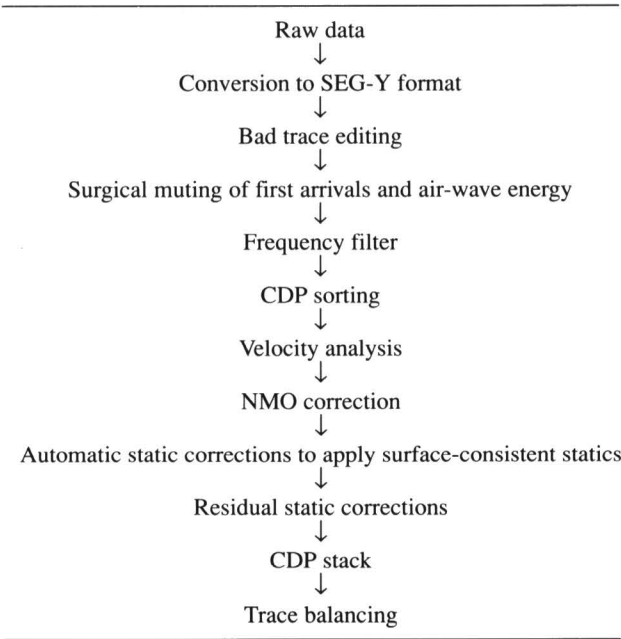 Raw data
↓
Conversion to SEG-Y format
↓
Bad trace editing
↓
Surgical muting of first arrivals and air-wave energy
↓
Frequency filter
↓
CDP sorting
↓
Velocity analysis
↓
NMO correction
↓
Automatic static corrections to apply surface-consistent statics
↓
Residual static corrections
↓
CDP stack
↓
Trace balancing